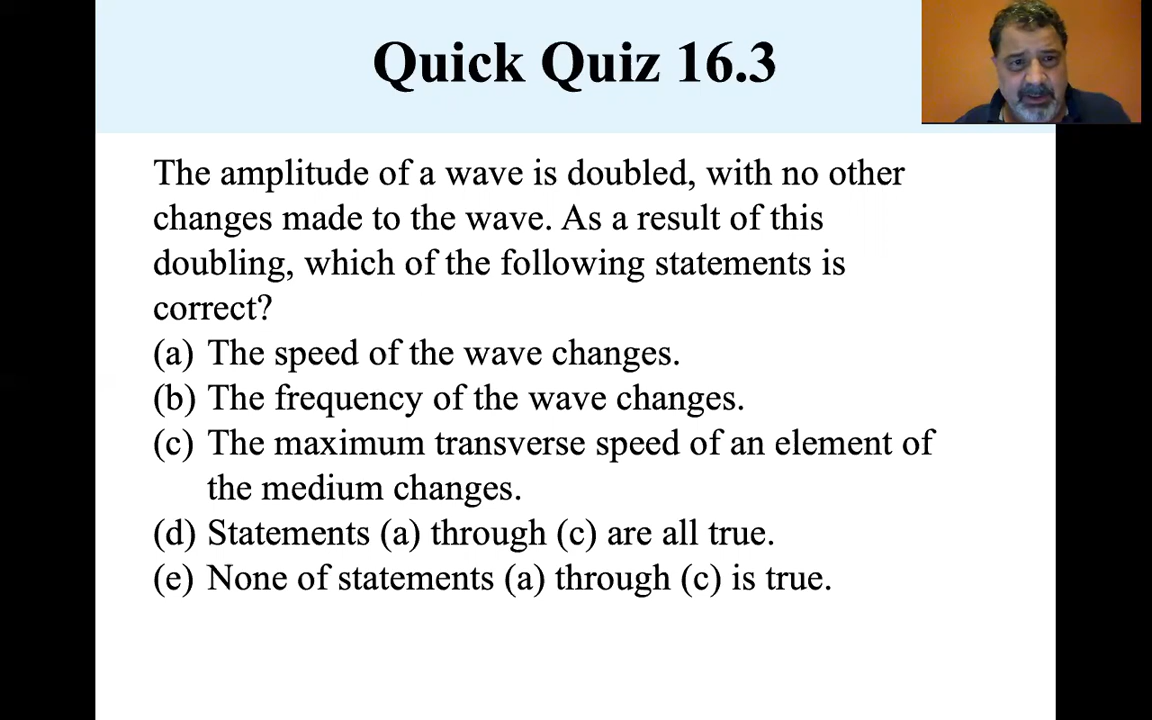 Quick Quiz 16.3
The amplitude of a wave is doubled, with no other
changes made to the wave. As a result of this
doubling, which of the following statements is
correct?
(a) The speed of the wave changes.
(b) The frequency of the wave changes.
(c) The maximum transverse speed of an element of
the medium changes.
(d) Statements (a) through (c) are all true.
(e) None of statements (a) through (c) is true.